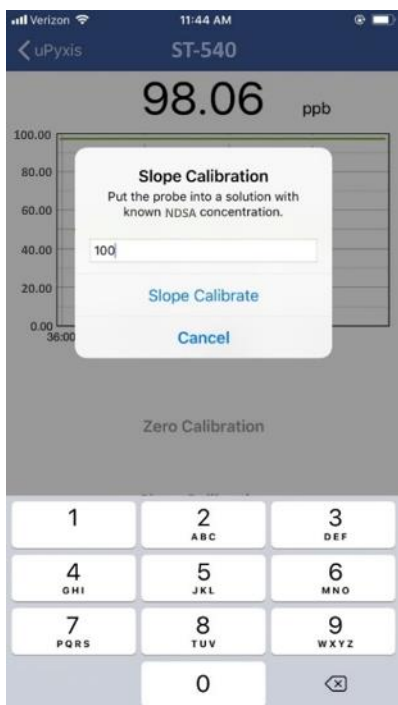 Verizon 11:44 AM
uPyxis ST-540
98.06 ppb
100.00
80.00
60.00
40.00
20.00
0.00
36:00
Slope Calibration
Put the probe into a solution with
known NDSA concentration.
100
Slope Calibrate
Cancel
Zero Calibration
1 2 3
ABC DEF
4 5 6
GHI JKL MNO
7 8 9
PQRS TUV WXYZ
0